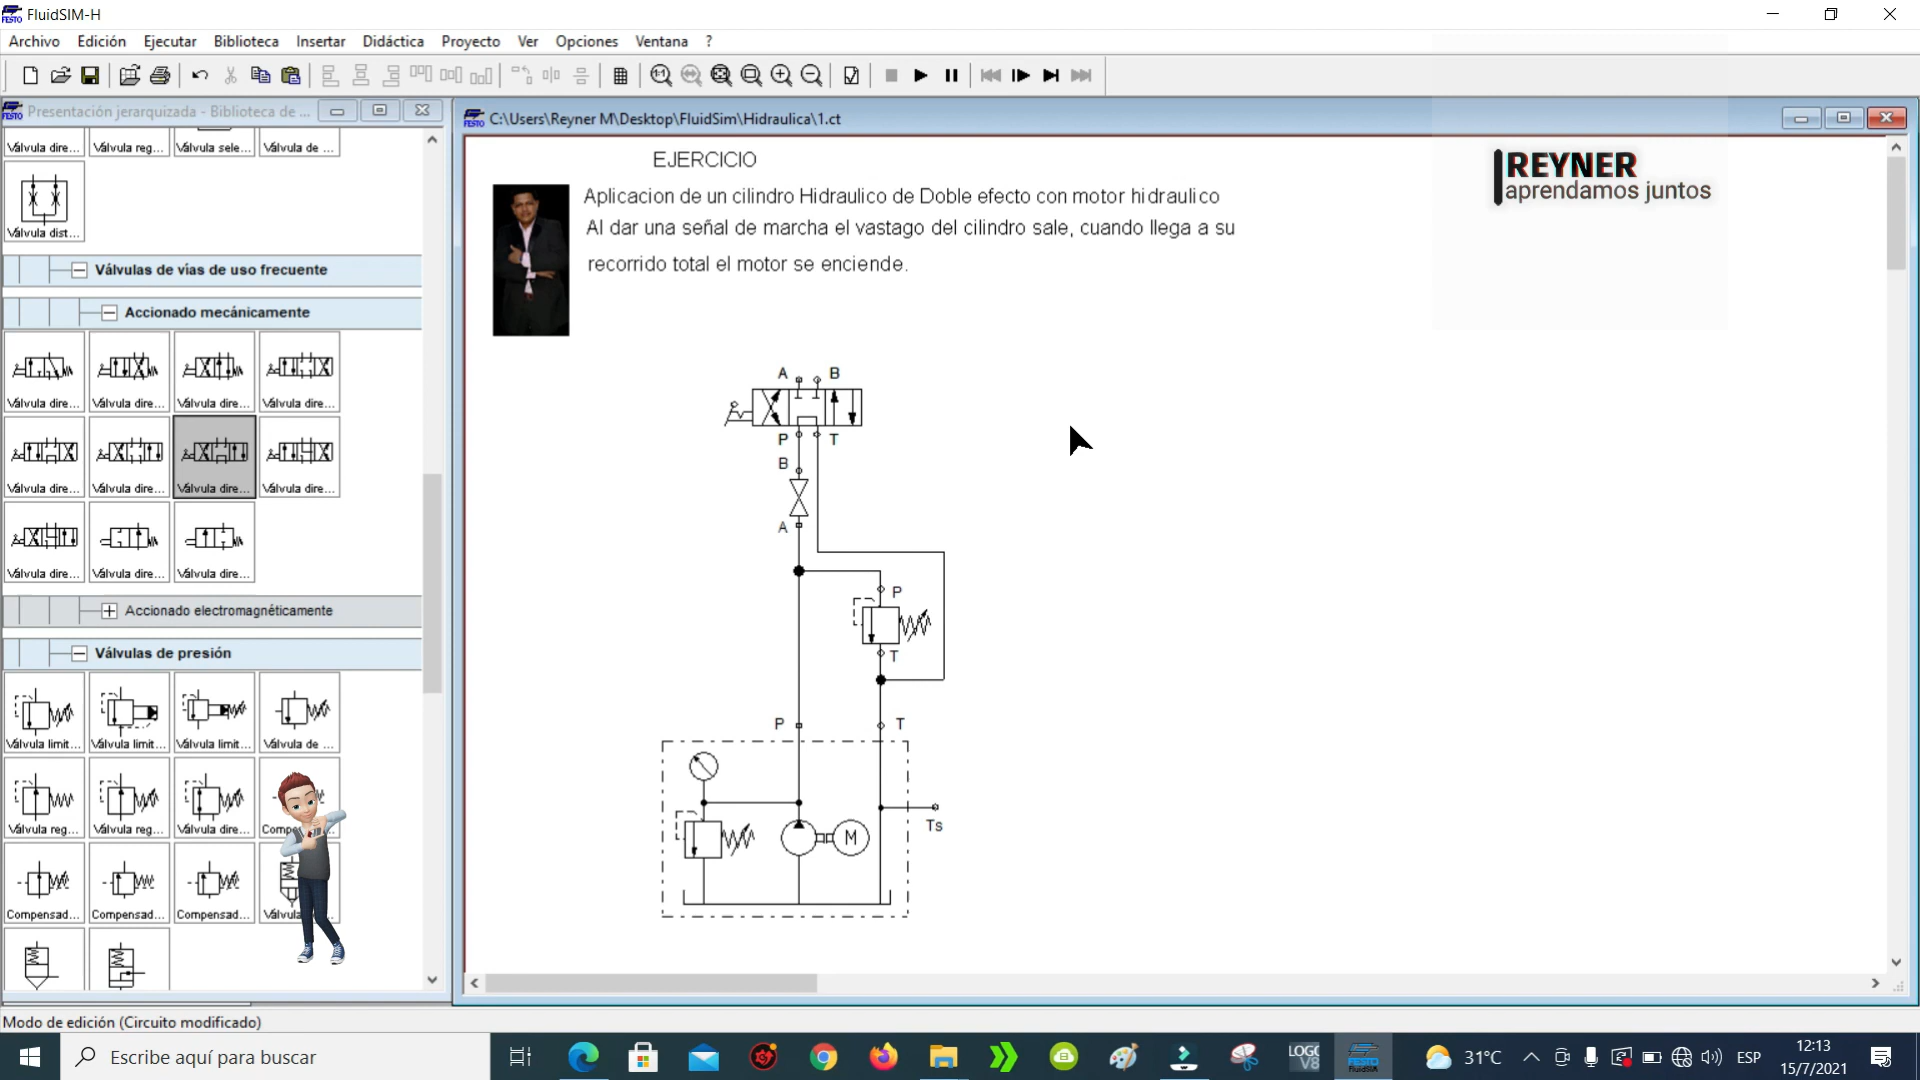 FluidSIM-H
Archivo Edición Ejecutar Biblioteca Insertar Didáctica Proyecto Ver Opciones Ventana ?
Presentación jerarquizada - Biblioteca de ...
C:\Users\Reyner M\Desktop\FluidSim\Hidraulica\1.ct
Válvula dire... Válvula reg... Válvula sele... Válvula de ...
Válvula dist...
Válvulas de vías de uso frecuente
Accionado mecánicamente
Válvula dire... Válvula dire... Válvula dire... Válvula dire...
Válvula dire... Válvula dire... Válvula dire... Válvula dire...
Válvula dire... Válvula dire... Válvula dire...
Accionado electromagnéticamente
Válvulas de presión
Válvula limit... Válvula limit... Válvula limit... Válvula de ...
Válvula reg... Válvula reg... Válvula dire...
Compensad... Compensad... Compensad...
EJERCICIO
Aplicacion de un cilindro Hidraulico de Doble efecto con motor hidraulico
Al dar una señal de marcha el vastago del cilindro sale, cuando llega a su
recorrido total el motor se enciende.
REYNER
aprendamos juntos
A B
P T
B
A
P
T
P T
M
Ts
Modo de edición (Circuito modificado)
Escribe aquí para buscar
LOGO
V8
FESTO
FluidSIM
31°C
ESP
12:13
15/7/2021